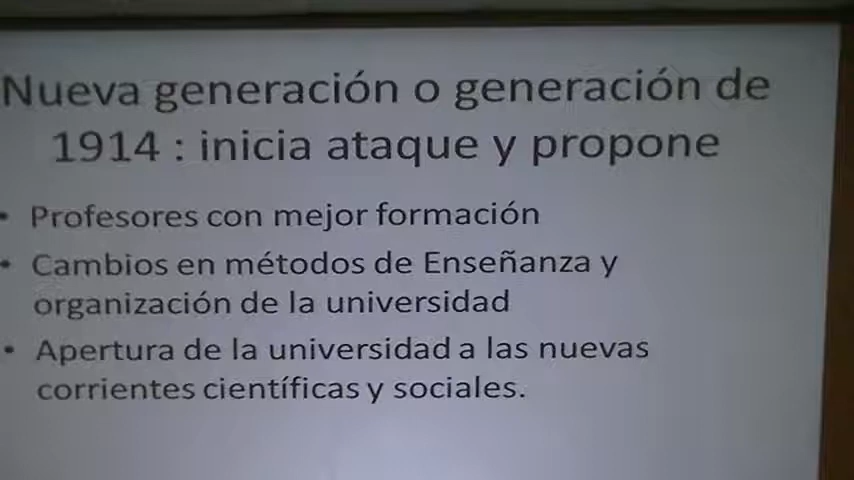 Nueva generación o generación de
1914 : inicia ataque y propone
• Profesores con mejor formación
• Cambios en métodos de Enseñanza y
organización de la universidad
• Apertura de la universidad a las nuevas
corrientes científicas y sociales.